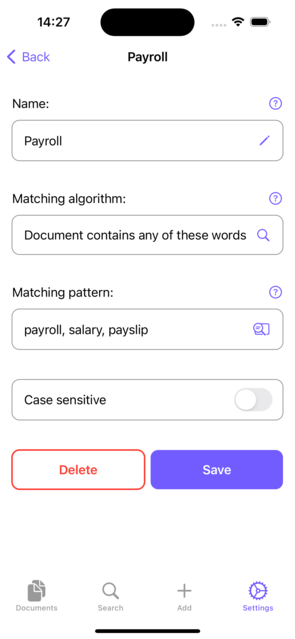 14:27
Back
Payroll
Name:
Payroll
Matching algorithm:
Document contains any of these words
Matching pattern:
payroll, salary, payslip
Case sensitive
Delete
Save
Documents
Search
Add
Settings